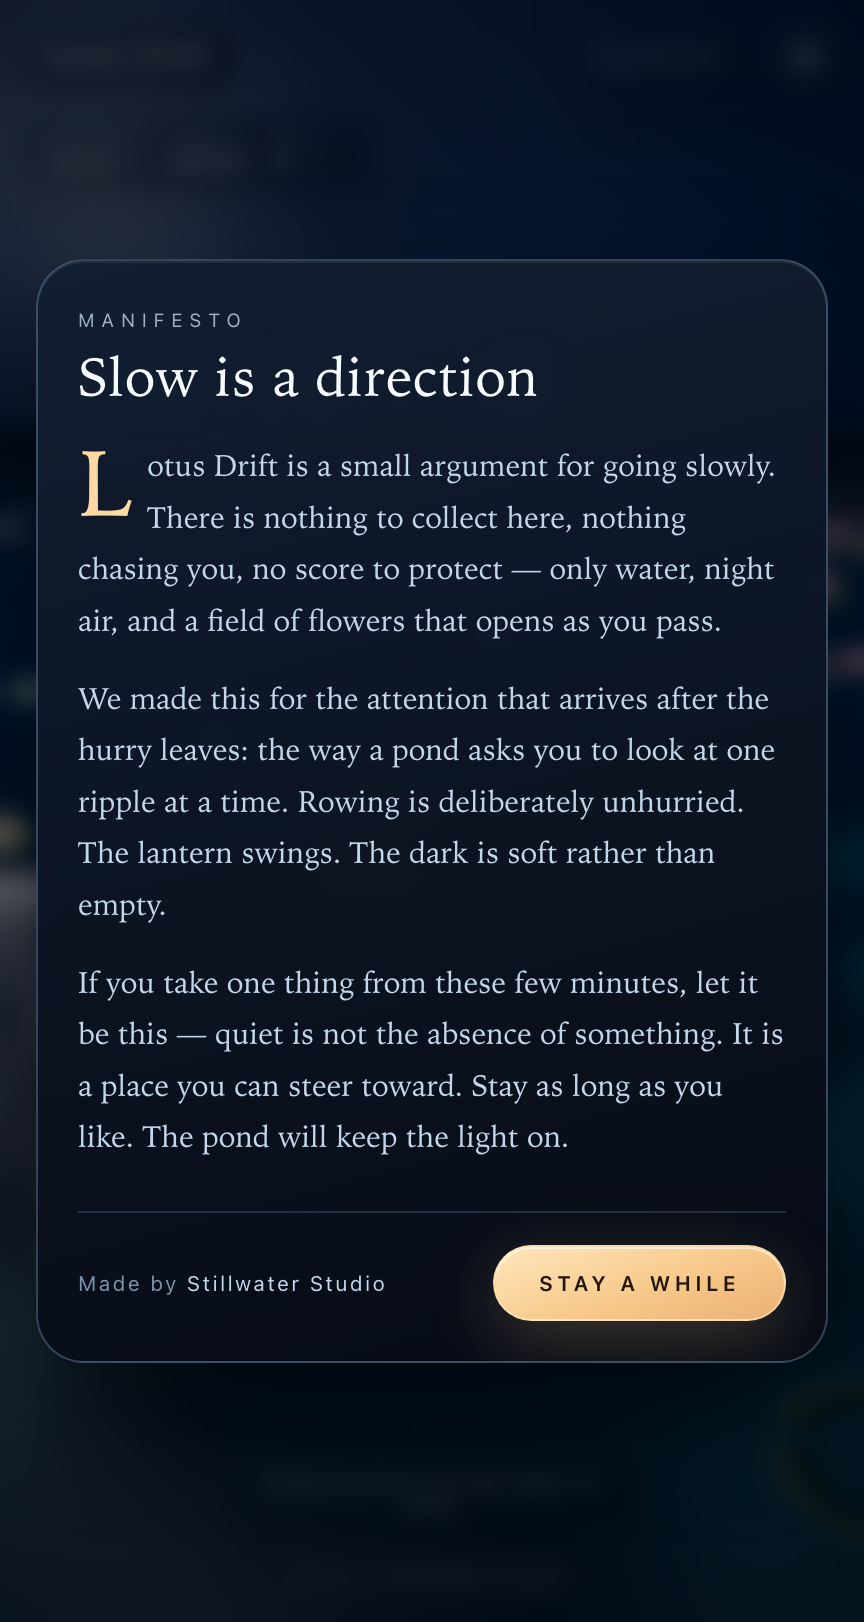 MANIFESTO
Slow is a direction
Lotus Drift is a small argument for going slowly.
There is nothing to collect here, nothing
chasing you, no score to protect — only water, night
air, and a field of flowers that opens as you pass.
We made this for the attention that arrives after the
hurry leaves: the way a pond asks you to look at one
ripple at a time. Rowing is deliberately unhurried.
The lantern swings. The dark is soft rather than
empty.
If you take one thing from these few minutes, let it
be this — quiet is not the absence of something. It is
a place you can steer toward. Stay as long as you
like. The pond will keep the light on.
Made by Stillwater Studio
STAY A WHILE